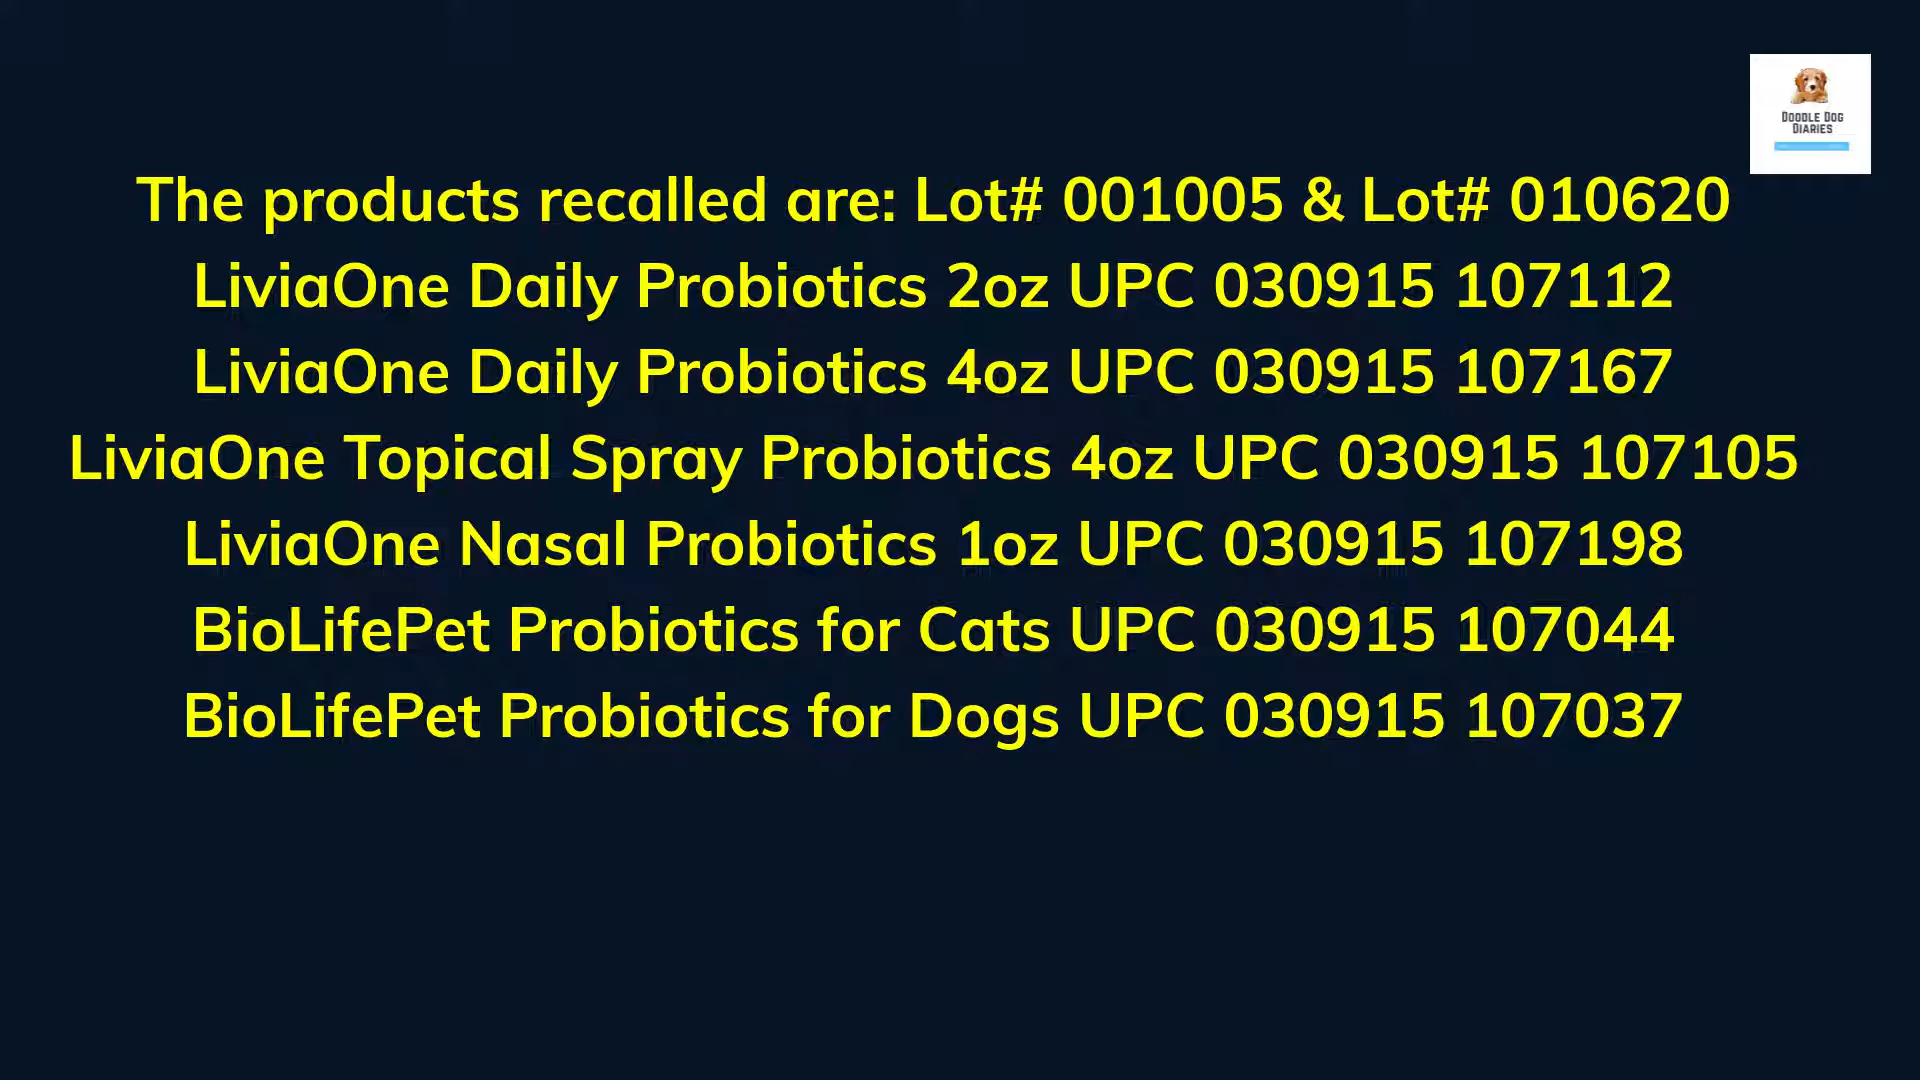 DOODLE DOG
DIARIES
The products recalled are: Lot# 001005 & Lot# 010620
LiviaOne Daily Probiotics 2oz UPC 030915 107112
LiviaOne Daily Probiotics 4oz UPC 030915 107167
LiviaOne Topical Spray Probiotics 4oz UPC 030915 107105
LiviaOne Nasal Probiotics 1oz UPC 030915 107198
BioLifePet Probiotics for Cats UPC 030915 107044
BioLifePet Probiotics for Dogs UPC 030915 107037